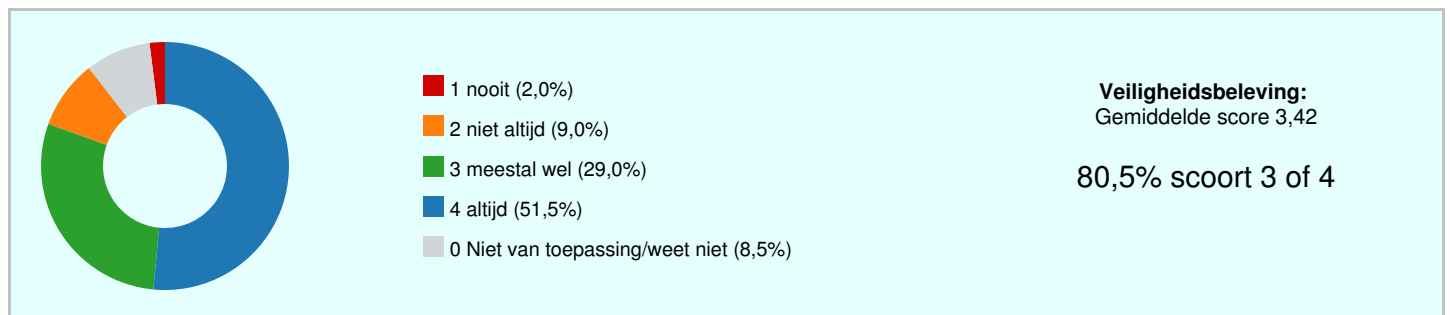 1 nooit (2,0%)
2 niet altijd (9,0%)
3 meestal wel (29,0%)
4 altijd (51,5%)
0 Niet van toepassing/weet niet (8,5%)
Veiligheidsbeleving:
Gemiddelde score 3,42
80,5% scoort 3 of 4